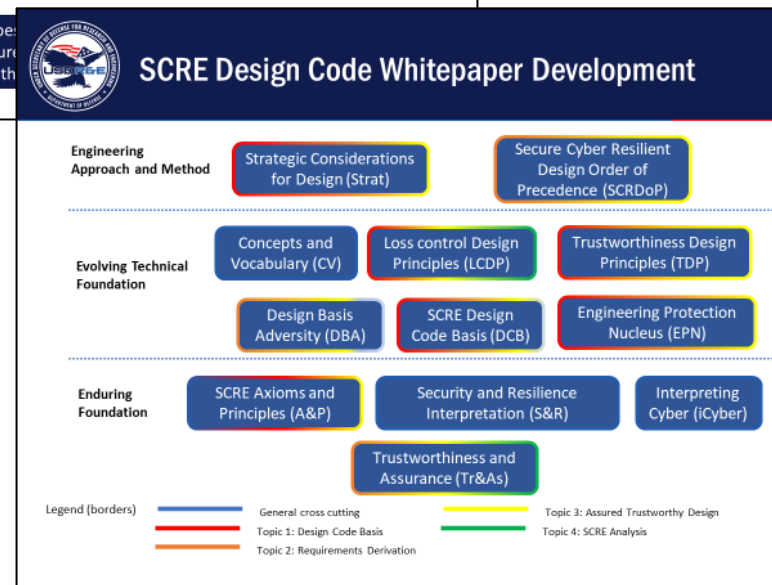 SCRE Design Code Whitepaper Development
Engineering
Approach and Method
Strategic Considerations
for Design (Strat)
Secure Cyber Resilient
Design Order of
Precedence (SCRDoP)
Evolving Technical
Foundation
Concepts and
Vocabulary (CV)
Loss control Design
Principles (LCDP)
Trustworthiness Design
Principles (TDP)
Design Basis
Adversity (DBA)
SCRE Design
Code Basis (DCB)
Engineering Protection
Nucleus (EPN)
Enduring
Foundation
SCRE Axioms and
Principles (A&P)
Security and Resilience
Interpretation (S&R)
Interpreting
Cyber (iCyber)
Trustworthiness and
Assurance (Tr&As)
Legend (borders)
General cross cutting
Topic 1: Design Code Basis
Topic 2: Requirements Derivation
Topic 3: Assured Trustworthy Design
Topic 4: SCRE Analysis